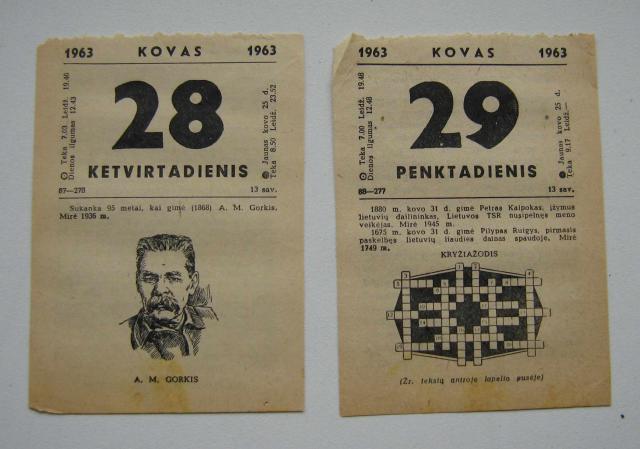 1963 KOVAS 1963
Teka 7.03 Leidž. 19.46
Dienos ilgumas 12.43
28
Jaunas kovo 25 d.
Teka 8.50 Leidž. 23.52
KETVIRTADIENIS
87—278 13 sav.
Sukanka 95 metai, kai gimė (1868) A. M. Gorkis.
Mirė 1936 m.
A. M. GORKIS
1963 KOVAS 1963
Teka 7.00 Leidž. 19.48
Dienos ilgumas 12.48
29
Jaunas kovo 25 d.
Teka 9.17 Leidž.—
PENKTADIENIS
88—277 13 sav.
1880 m. kovo 31 d. gimė Petras Kalpokas, įžymus
lietuvių dailininkas, Lietuvos TSR nusipelnęs meno
veikėjas. Mirė 1945 m.
1675 m. kovo 31 d. gimė Pilypas Ruigys, pirmasis
paskelbęs lietuvių liaudies dainas spaudoje. Mirė
1749 m.
KRYŽIAŽODIS
(Žr. tekstą antroje lapelio pusėje)